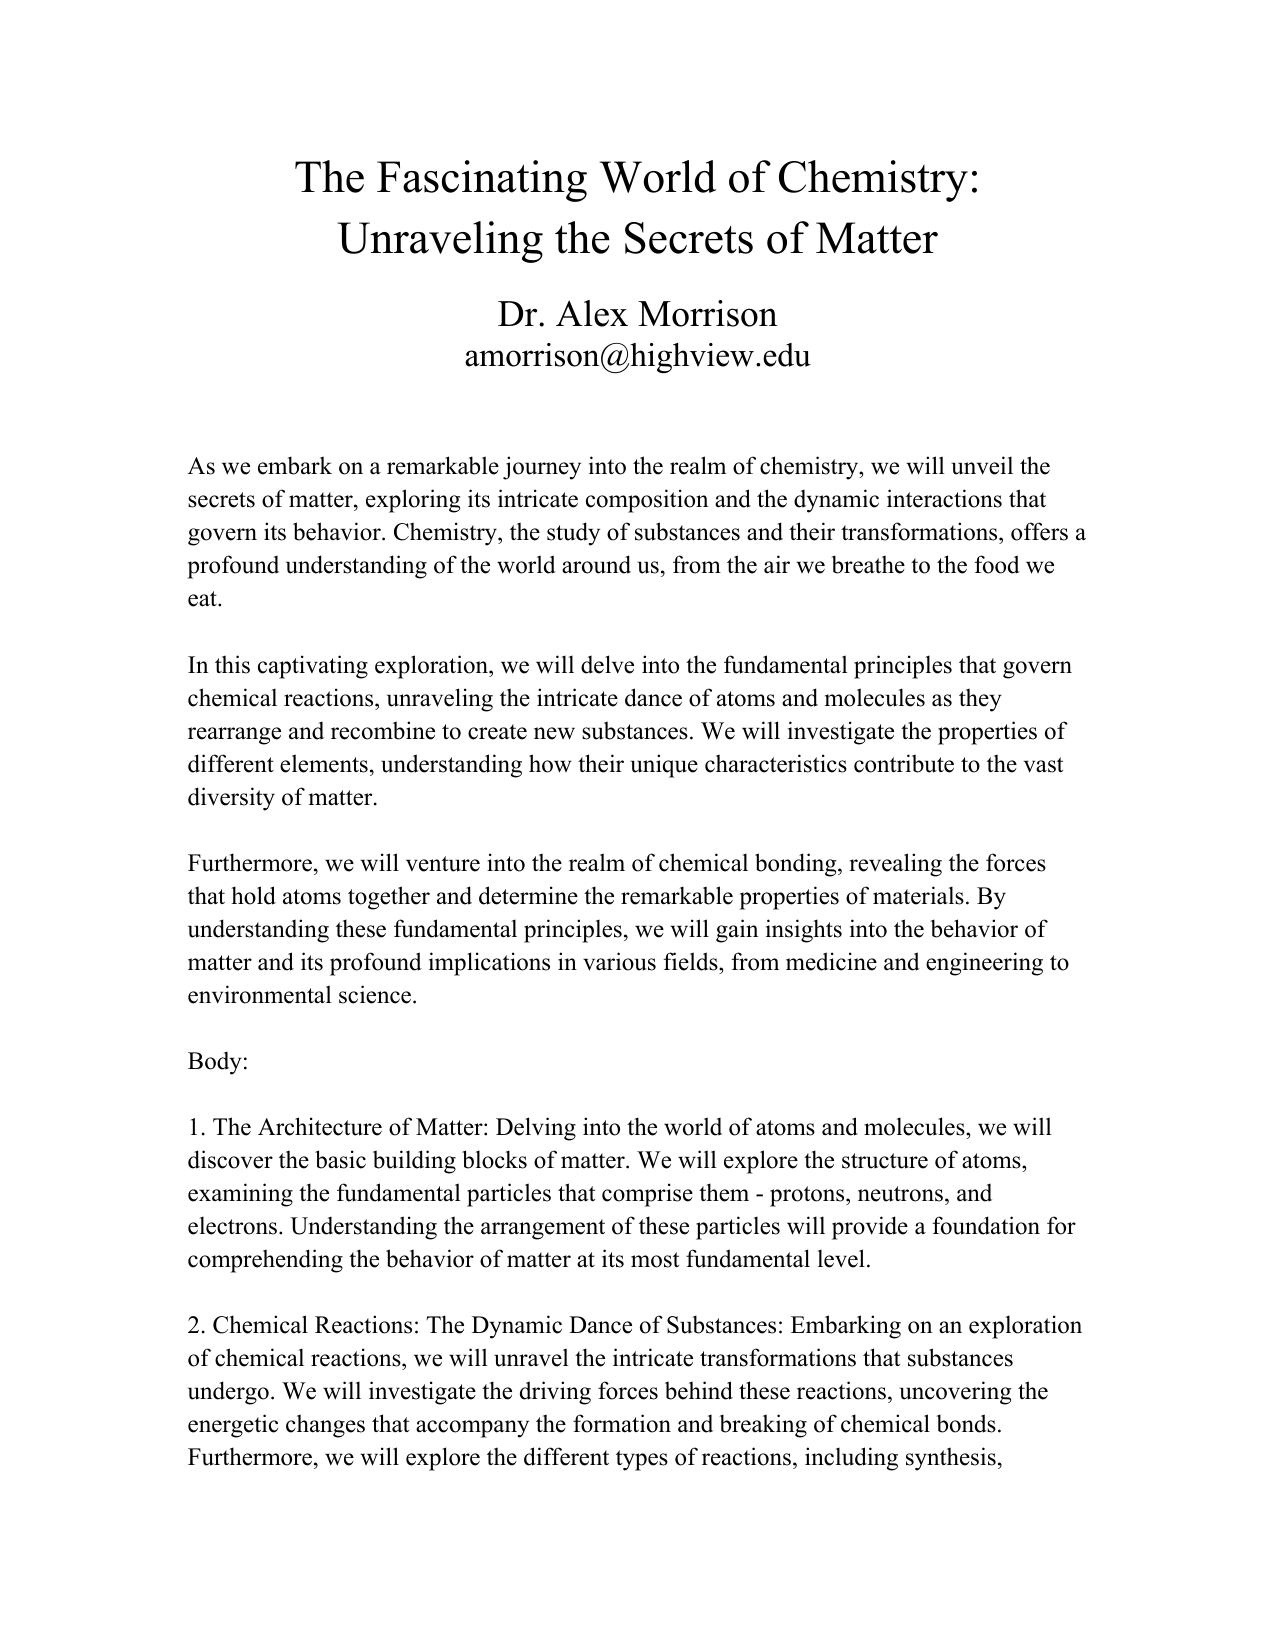 The Fascinating World of Chemistry:
Unraveling the Secrets of Matter
Dr. Alex Morrison
amorrison@highview.edu
As we embark on a remarkable journey into the realm of chemistry, we will unveil the
secrets of matter, exploring its intricate composition and the dynamic interactions that
govern its behavior. Chemistry, the study of substances and their transformations, offers a
profound understanding of the world around us, from the air we breathe to the food we
eat.
In this captivating exploration, we will delve into the fundamental principles that govern
chemical reactions, unraveling the intricate dance of atoms and molecules as they
rearrange and recombine to create new substances. We will investigate the properties of
different elements, understanding how their unique characteristics contribute to the vast
diversity of matter.
Furthermore, we will venture into the realm of chemical bonding, revealing the forces
that hold atoms together and determine the remarkable properties of materials. By
understanding these fundamental principles, we will gain insights into the behavior of
matter and its profound implications in various fields, from medicine and engineering to
environmental science.
Body:
1. The Architecture of Matter: Delving into the world of atoms and molecules, we will
discover the basic building blocks of matter. We will explore the structure of atoms,
examining the fundamental particles that comprise them - protons, neutrons, and
electrons. Understanding the arrangement of these particles will provide a foundation for
comprehending the behavior of matter at its most fundamental level.
2. Chemical Reactions: The Dynamic Dance of Substances: Embarking on an exploration
of chemical reactions, we will unravel the intricate transformations that substances
undergo. We will investigate the driving forces behind these reactions, uncovering the
energetic changes that accompany the formation and breaking of chemical bonds.
Furthermore, we will explore the different types of reactions, including synthesis,